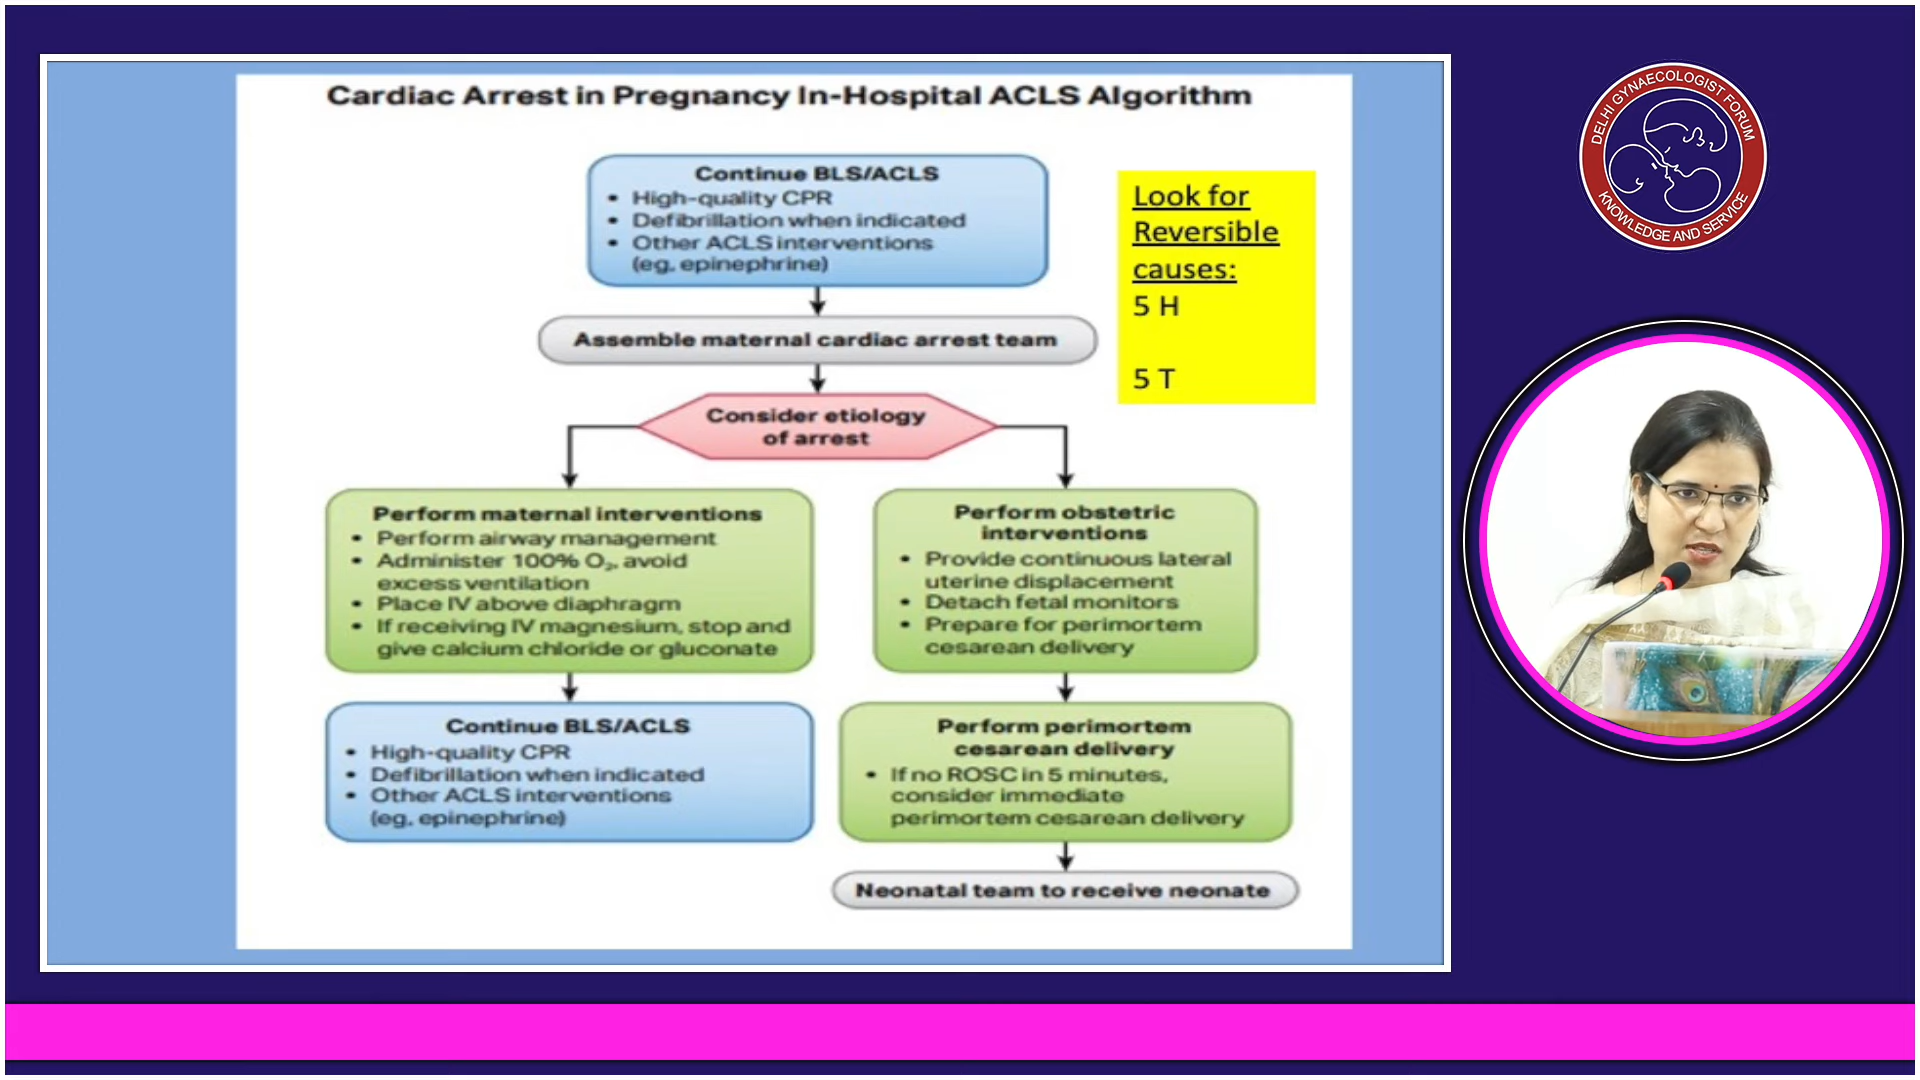 Cardiac Arrest in Pregnancy In-Hospital ACLS Algorithm
Continue BLS/ACLS
• High-quality CPR
• Defibrillation when indicated
• Other ACLS interventions
(eg, epinephrine)
Look for
Reversible
causes:
5 H
5 T
Assemble maternal cardiac arrest team
Consider etiology
of arrest
Perform maternal interventions
• Perform airway management
• Administer 100% O₂, avoid
excess ventilation
• Place IV above diaphragm
• If receiving IV magnesium, stop and
give calcium chloride or gluconate
Continue BLS/ACLS
• High-quality CPR
• Defibrillation when indicated
• Other ACLS interventions
(eg, epinephrine)
Perform obstetric
interventions
• Provide continuous lateral
uterine displacement
• Detach fetal monitors
• Prepare for perimortem
cesarean delivery
Perform perimortem
cesarean delivery
• If no ROSC in 5 minutes,
consider immediate
perimortem cesarean delivery
Neonatal team to receive neonate
DELHI GYNAECOLOGIST FORUM
KNOWLEDGE AND SERVICE